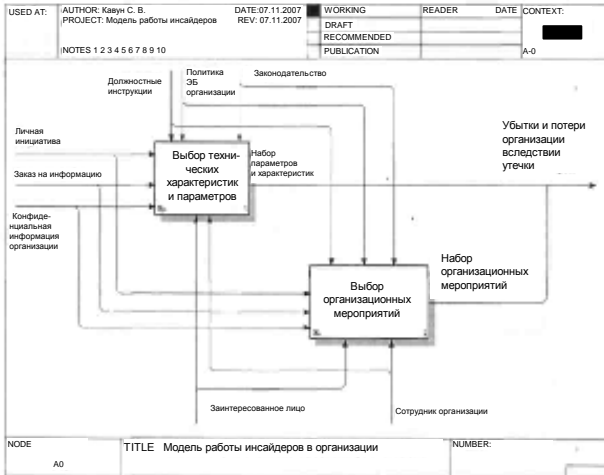 USED AT:
AUTHOR: Кавун С. В.
DATE:07.11.2007
PROJECT: Модель работы инсайдеров
REV: 07.11.2007
NOTES 1 2 3 4 5 6 7 8 9 10
WORKING
DRAFT
RECOMMENDED
PUBLICATION
READER
DATE
CONTEXT:
A-0
Должностные
инструкции
Политика
ЭБ
организации
Законодательство
Личная
инициатива
Заказ на информацию
Конфиде-
нциальная
информация
организации
Выбор техни-
ческих
характеристик
и параметров
Набор
параметров
и характеристик
Убытки и потери
организации
вследствии
утечки
Выбор
организационных
мероприятий
Набор
организационных
мероприятий
Заинтересованное лицо
Сотрудник организации
NODE
A0
TITLE Модель работы инсайдеров в организации
NUMBER: